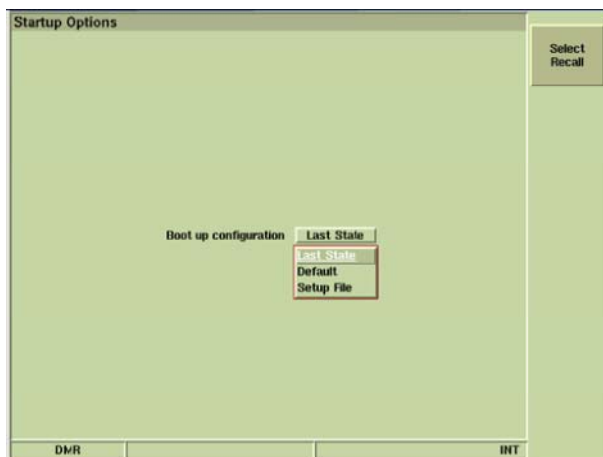 Startup Options
Select
Recall
Boot up configuration Last State
Last State
Default
Setup File
DMR
INT